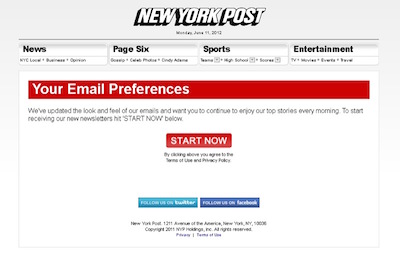 NEW YORK POST
Monday, June 11, 2012
News Page Six Sports Entertainment
NYC Local • Business • Opinion Gossip • Celeb Photos • Cindy Adams Teams • High School • Scores TV • Movies • Events • Travel
Your Email Preferences
We've updated the look and feel of our emails and want you to continue to enjoy our top stories every morning. To start
receiving our new newsletters hit 'START NOW' below.
START NOW
By clicking above you agree to the
Terms of Use and Privacy Policy.
FOLLOW US ON twitter FOLLOW US ON facebook
New York Post: 1211 Avenue of the America, New York, NY, 10036
Copyright 2011 NYP Holdings, Inc. All rights reserved.
Privacy | Terms of Use